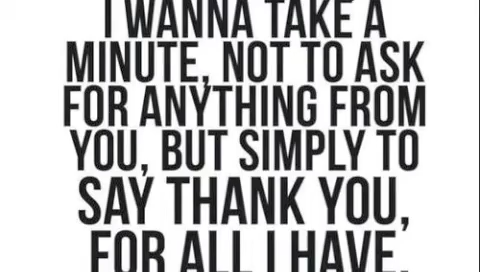 I WANNA TAKE A
MINUTE, NOT TO ASK
FOR ANYTHING FROM
YOU, BUT SIMPLY TO
SAY THANK YOU,
FOR ALL I HAVE.